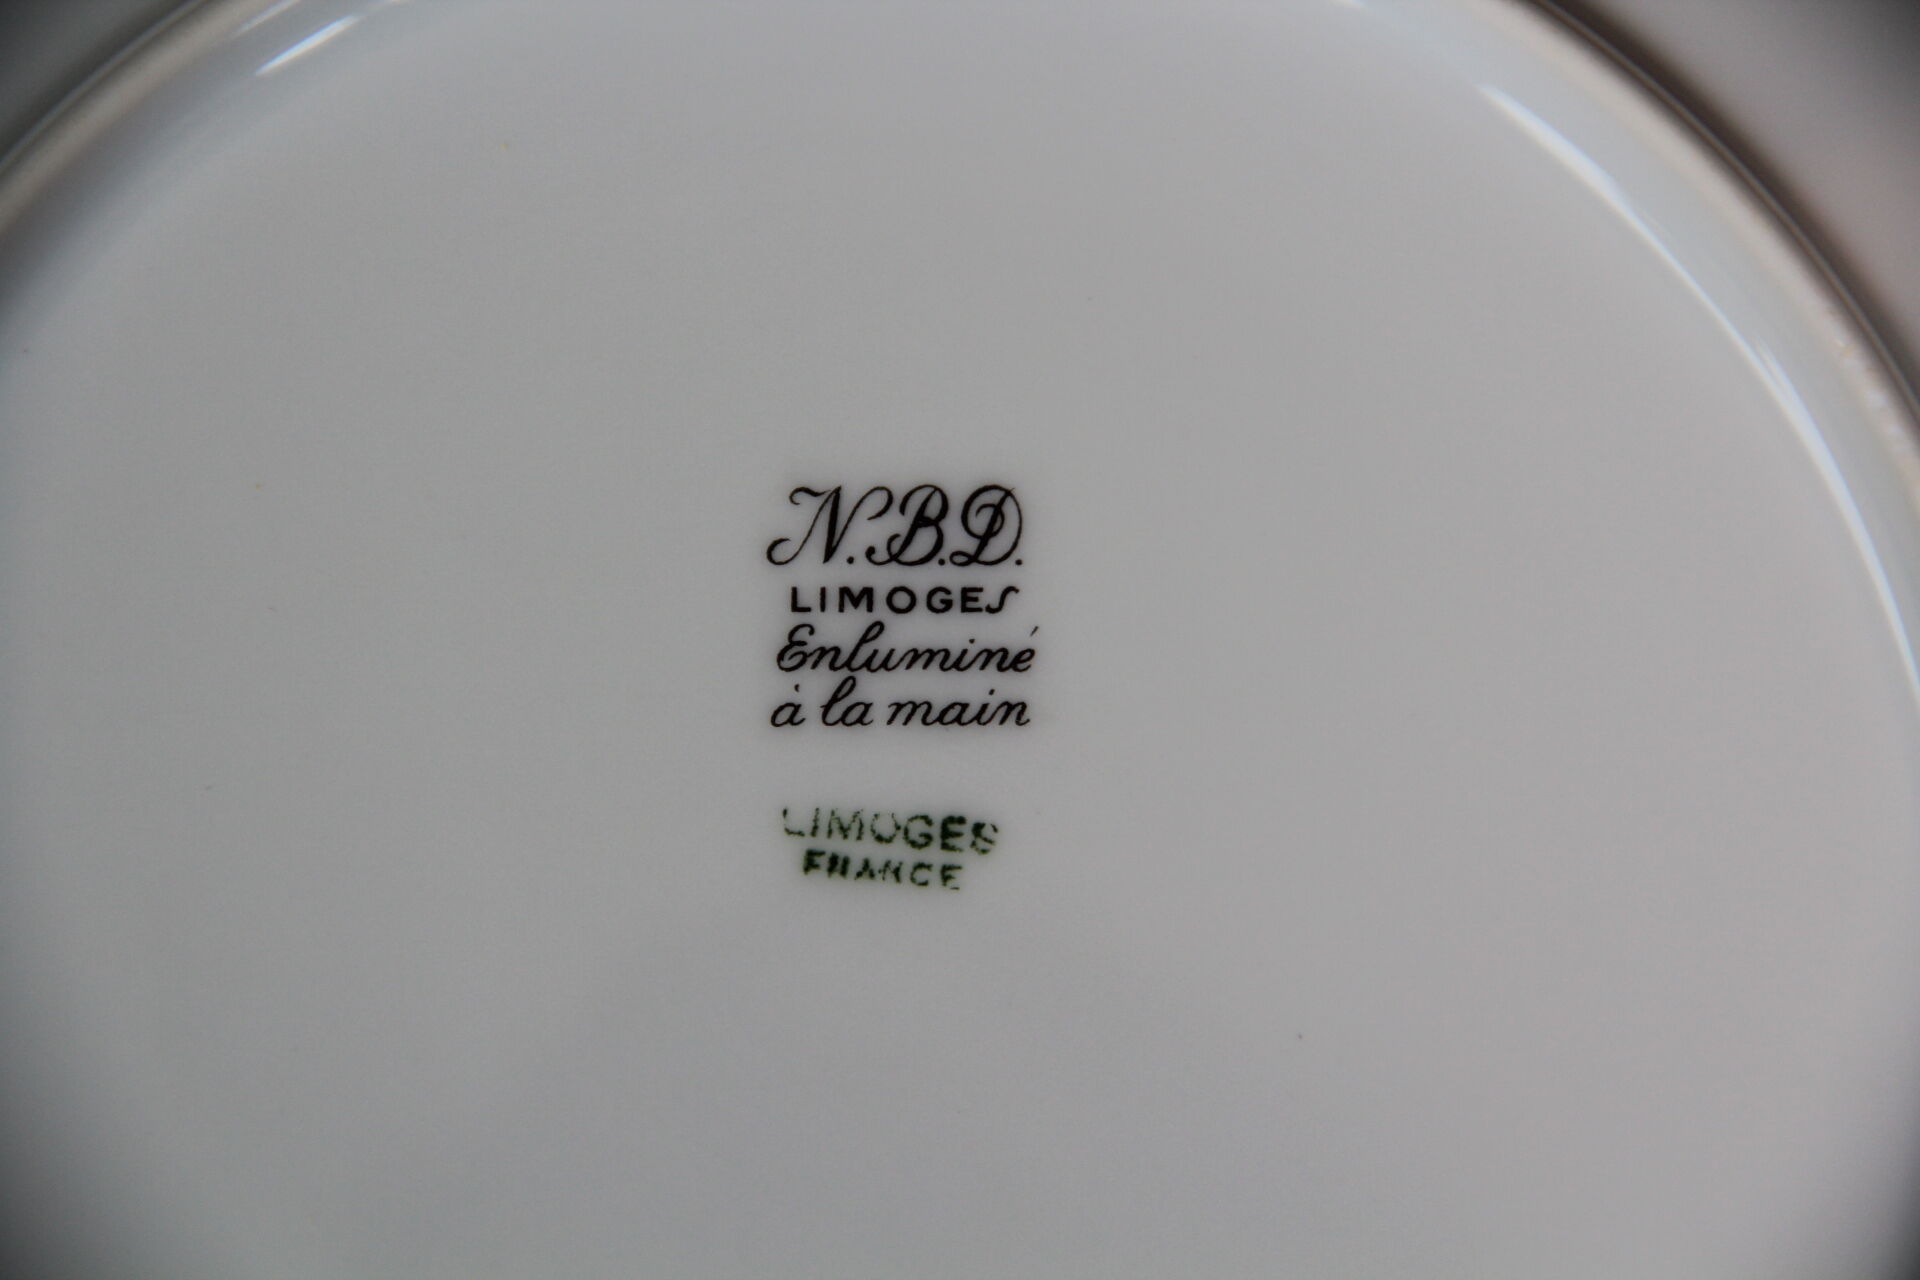 N.B.D.
LIMOGES
Enluminé
à la main
LIMOGES
FRANCE